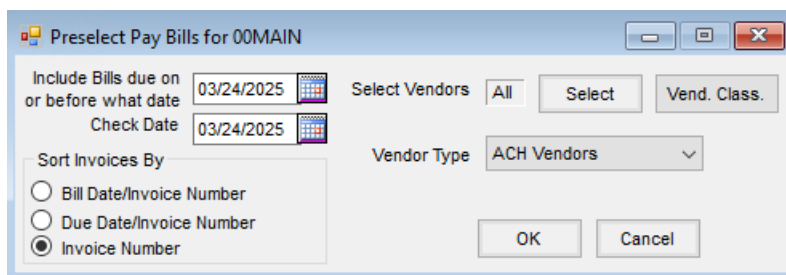 Preselect Pay Bills for 00MAIN
Include Bills due on
or before what date
03/24/2025
Check Date
03/24/2025
Select Vendors
All
Select
Vend. Class.
Vendor Type
ACH Vendors
Sort Invoices By
Bill Date/Invoice Number
Due Date/Invoice Number
Invoice Number
OK
Cancel